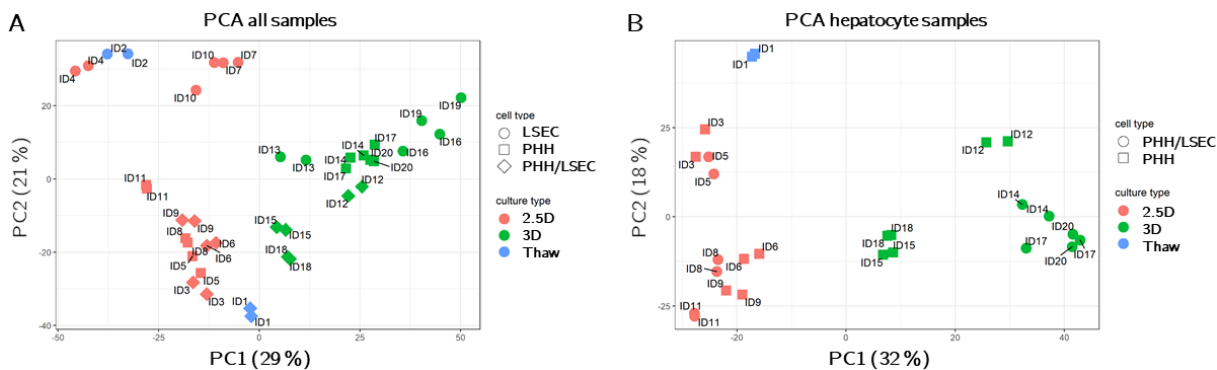 A
PCA all samples
ID2
ID4
ID2
ID4
ID10
ID7
ID7
ID10
ID19
ID19
ID16
ID17
ID14
ID13
ID14
ID20
ID16
ID13
ID20
ID17
ID12
ID12
ID11
ID11
ID9
ID9
ID15
ID8
ID15
ID6
ID8
ID6
ID18
ID5
ID18
ID5
ID3
ID3
ID1
ID1
20
0
-20
-40
-50
-25
0
25
50
PC2 (21 %)
PC1 (29 %)
cell type
LSEC
PHH
PHH/LSEC
culture type
2.5D
3D
Thaw
B
PCA hepatocyte samples
ID1
ID1
ID3
ID12
ID12
ID3
ID5
ID5
ID14
ID14
ID20
ID18
ID17
ID18
ID17
ID15
ID20
ID15
ID8
ID6
ID6
ID8
ID9
ID9
ID11
ID11
25
0
-25
-20
0
20
40
PC2 (18 %)
PC1 (32 %)
cell type
PHH/LSEC
PHH
culture type
2.5D
3D
Thaw